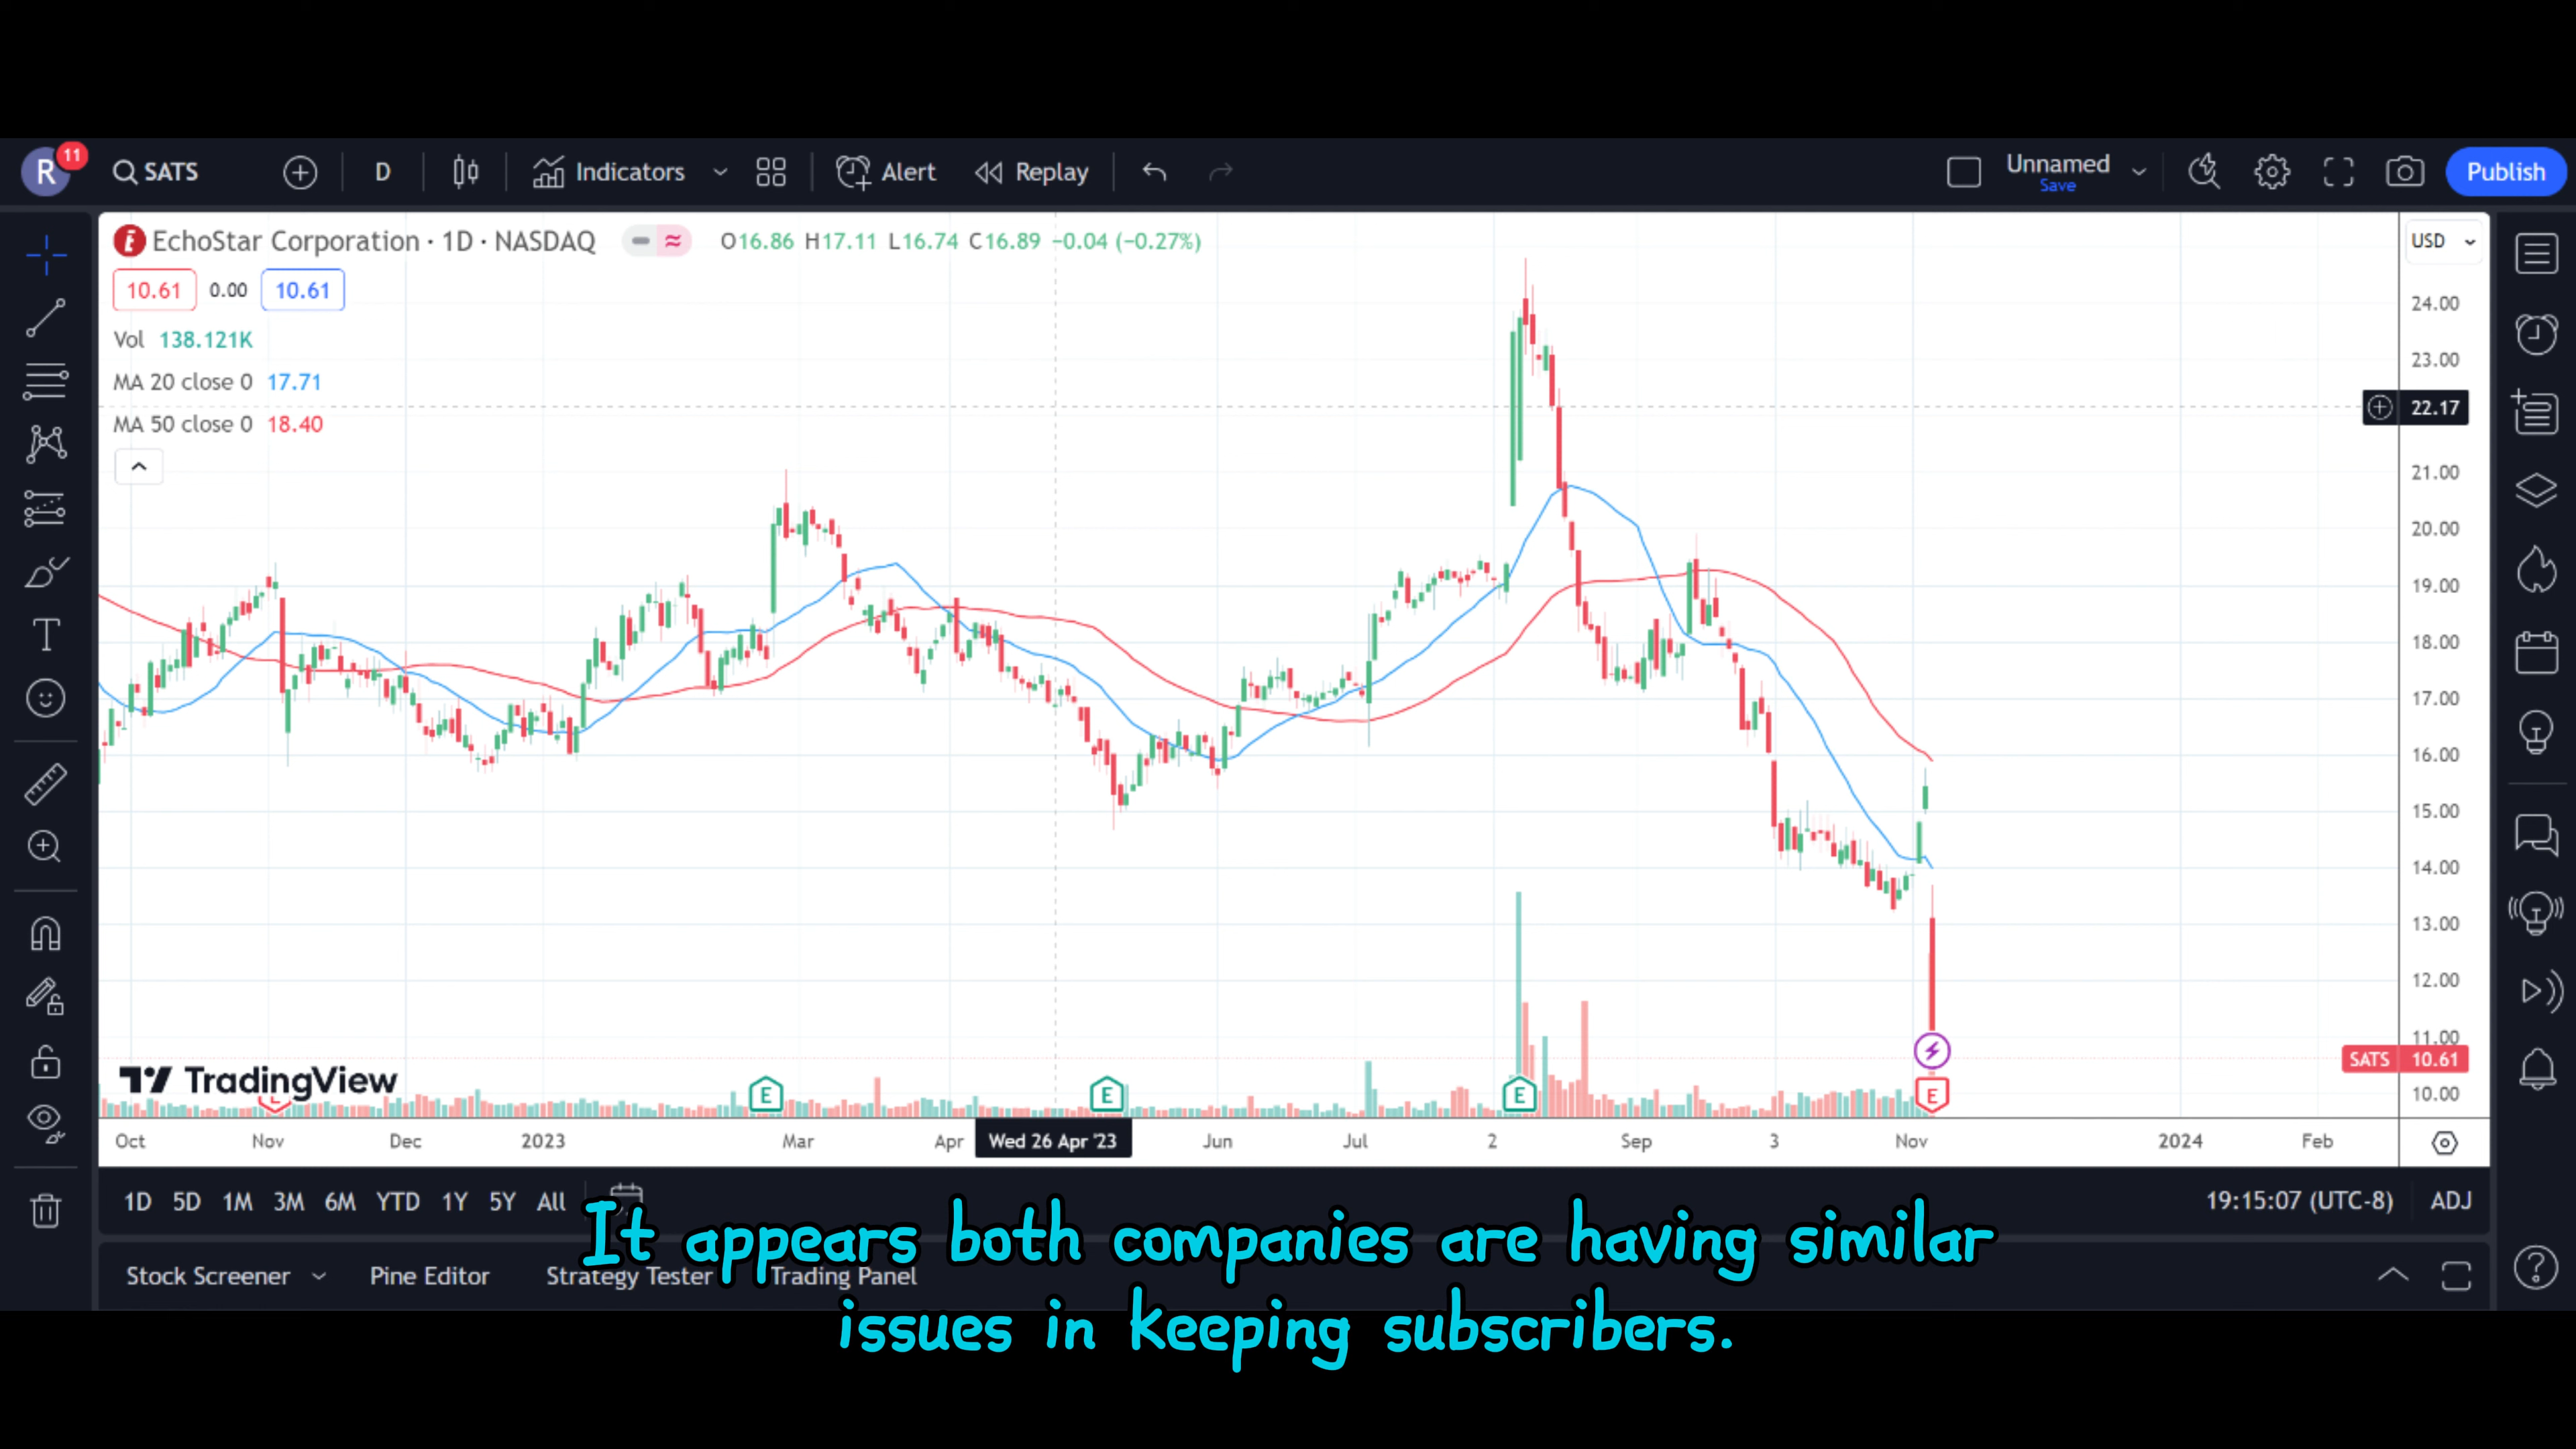 R 11 SATS D Indicators Alert Replay Unnamed Save Publish
EchoStar Corporation · 1D · NASDAQ O16.86 H17.11 L16.74 C16.89 −0.04 (−0.27%) USD
10.61 0.00 10.61
24.00
Vol 138.121K
23.00
MA 20 close 0 17.71
22.17
MA 50 close 0 18.40
21.00
20.00
19.00
18.00
17.00
16.00
15.00
14.00
13.00
12.00
11.00
SATS 10.61
TradingView
E E E E 10.00
Oct Nov Dec 2023 Mar Apr Wed 26 Apr '23 Jun Jul 2 Sep 3 Nov 2024 Feb
1D 5D 1M 3M 6M YTD 1Y 5Y All 19:15:07 (UTC-8) ADJ
It appears both companies are having similar
Stock Screener Pine Editor Strategy Tester Trading Panel
issues in keeping subscribers.